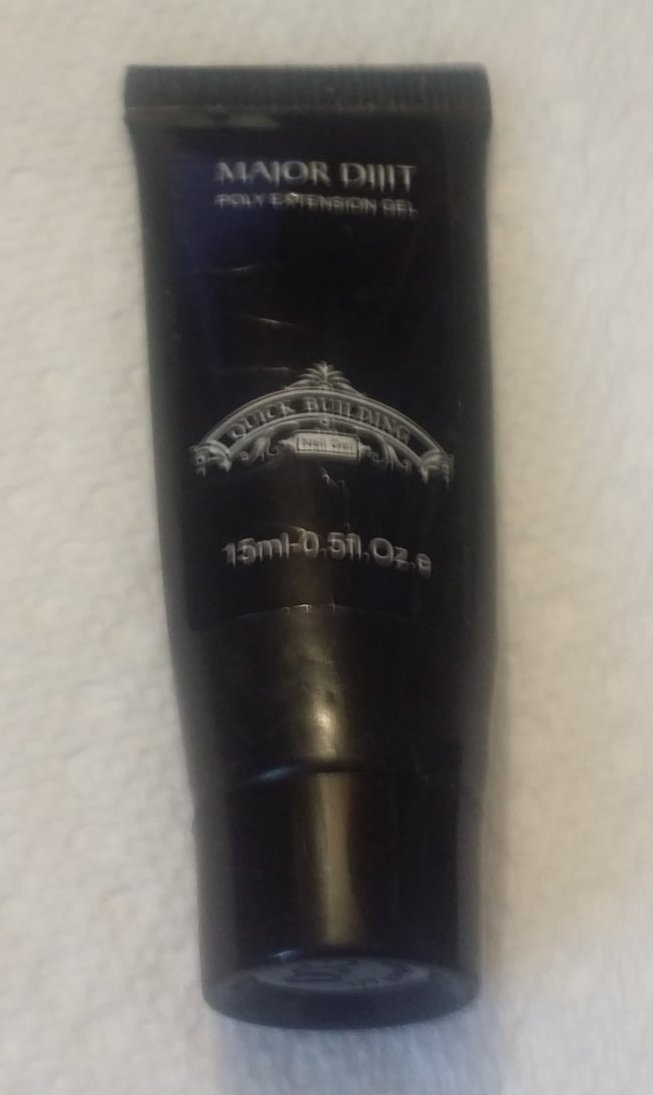 MAJOR DIJIT
POLY EXTENSION GEL
QUICK BUILDING
Nail Gel
15ml-0.5fl.Oz.e